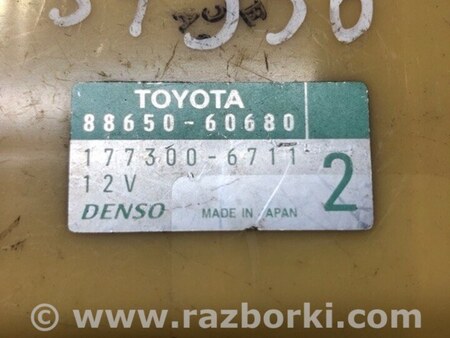 TOYOTA
88650-60680
177300-6711
12V
2
DENSO
MADE IN JAPAN
© www.razborki.com